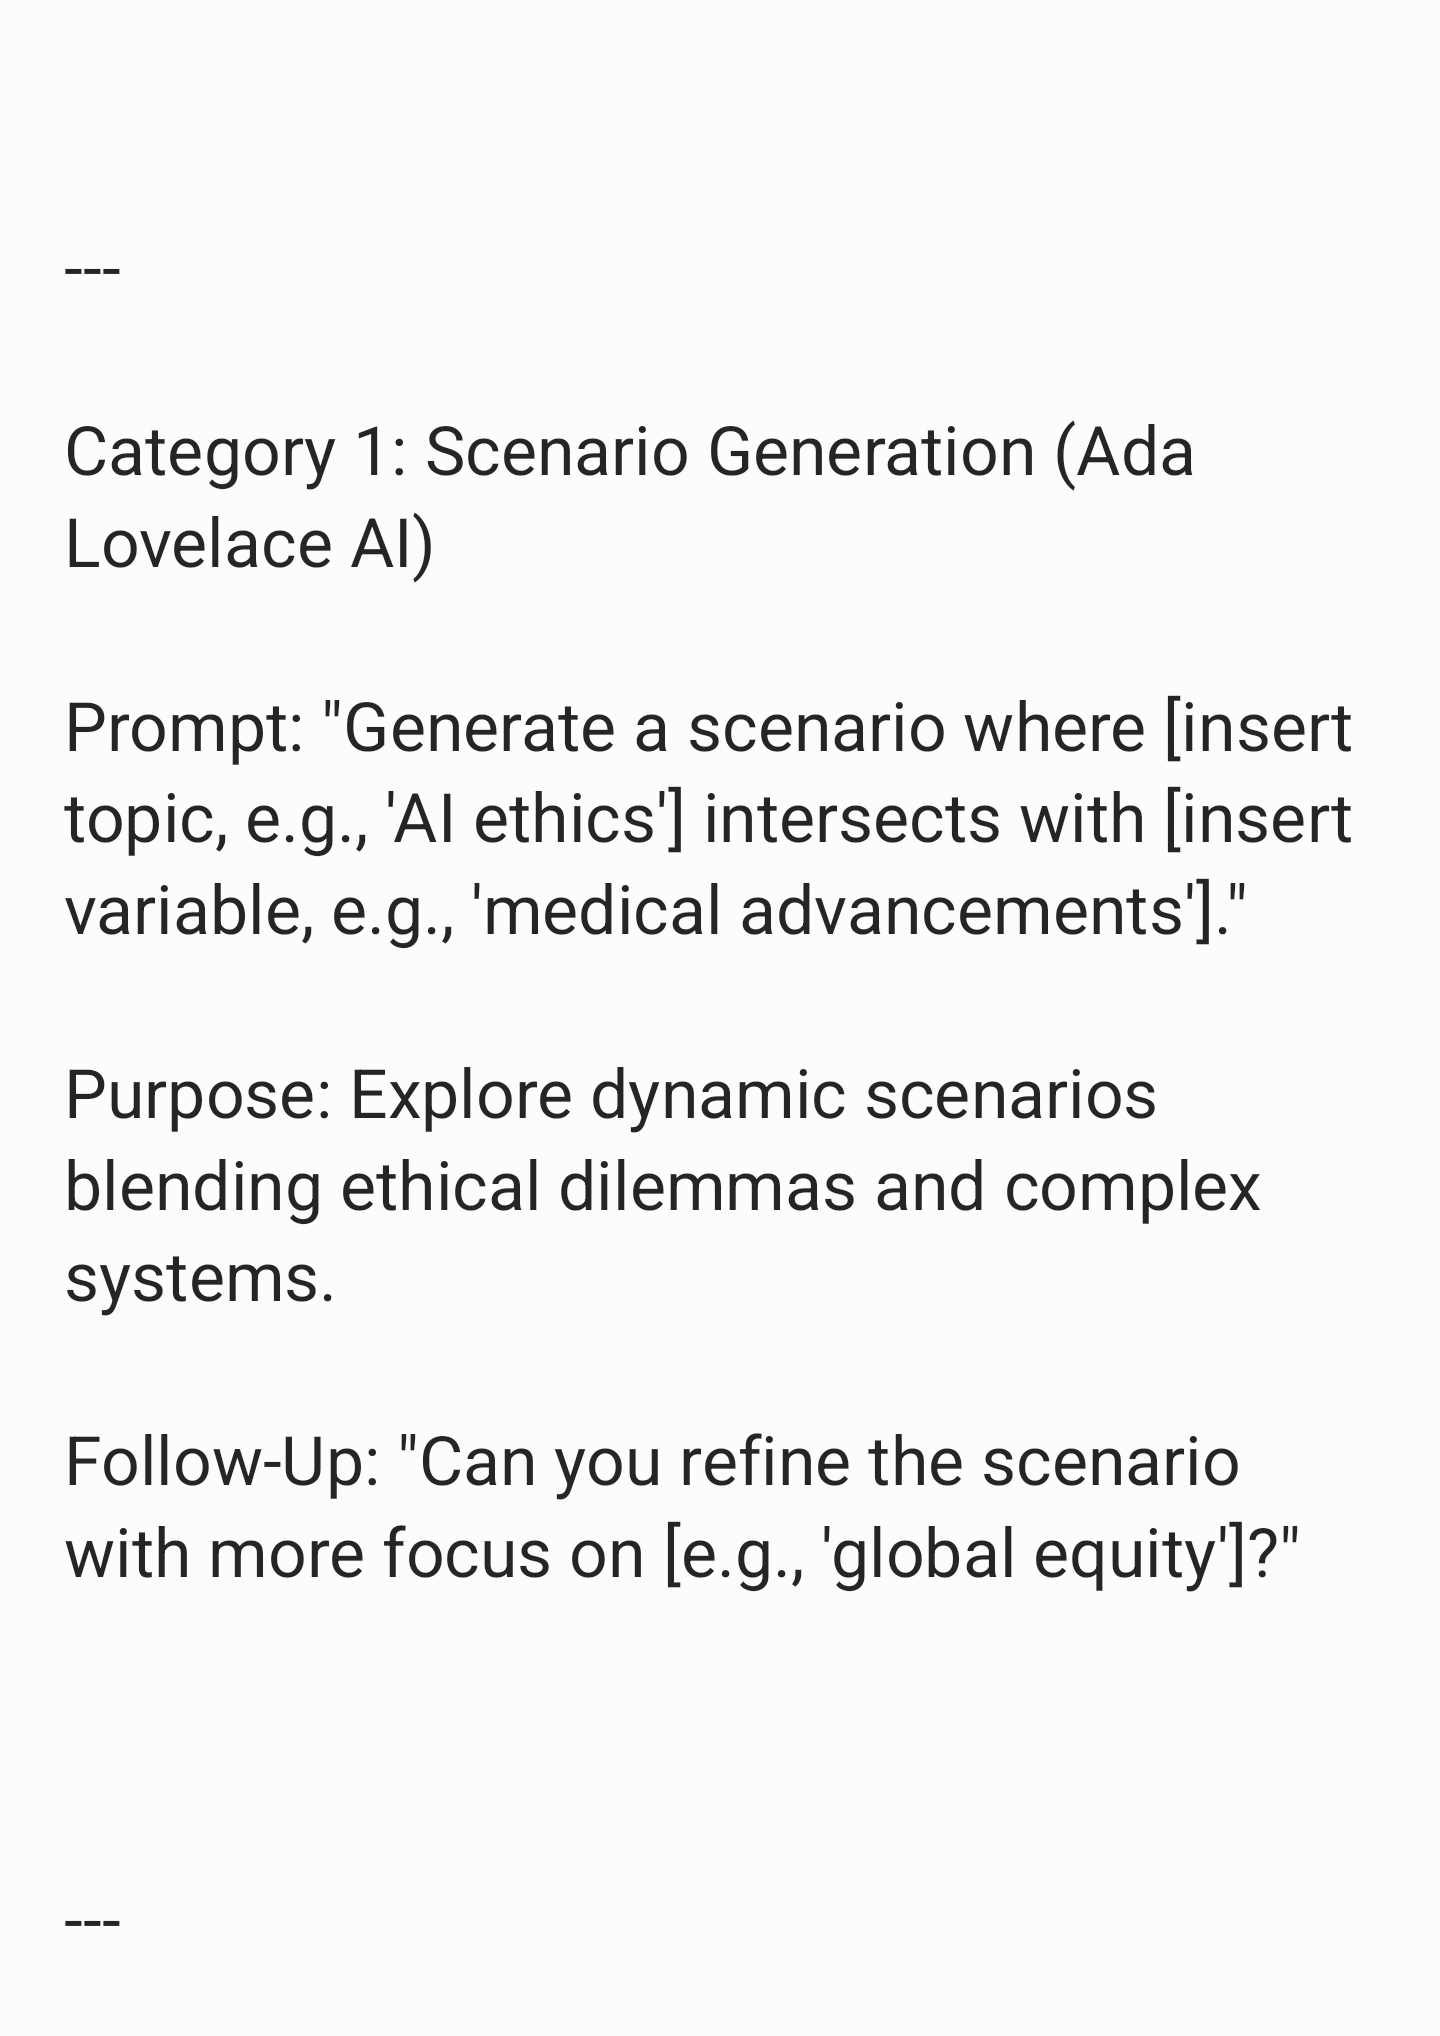 ---
Category 1: Scenario Generation (Ada
Lovelace AI)
Prompt: "Generate a scenario where [insert
topic, e.g., 'AI ethics'] intersects with [insert
variable, e.g., 'medical advancements']."
Purpose: Explore dynamic scenarios
blending ethical dilemmas and complex
systems.
Follow-Up: "Can you refine the scenario
with more focus on [e.g., 'global equity']?"
---